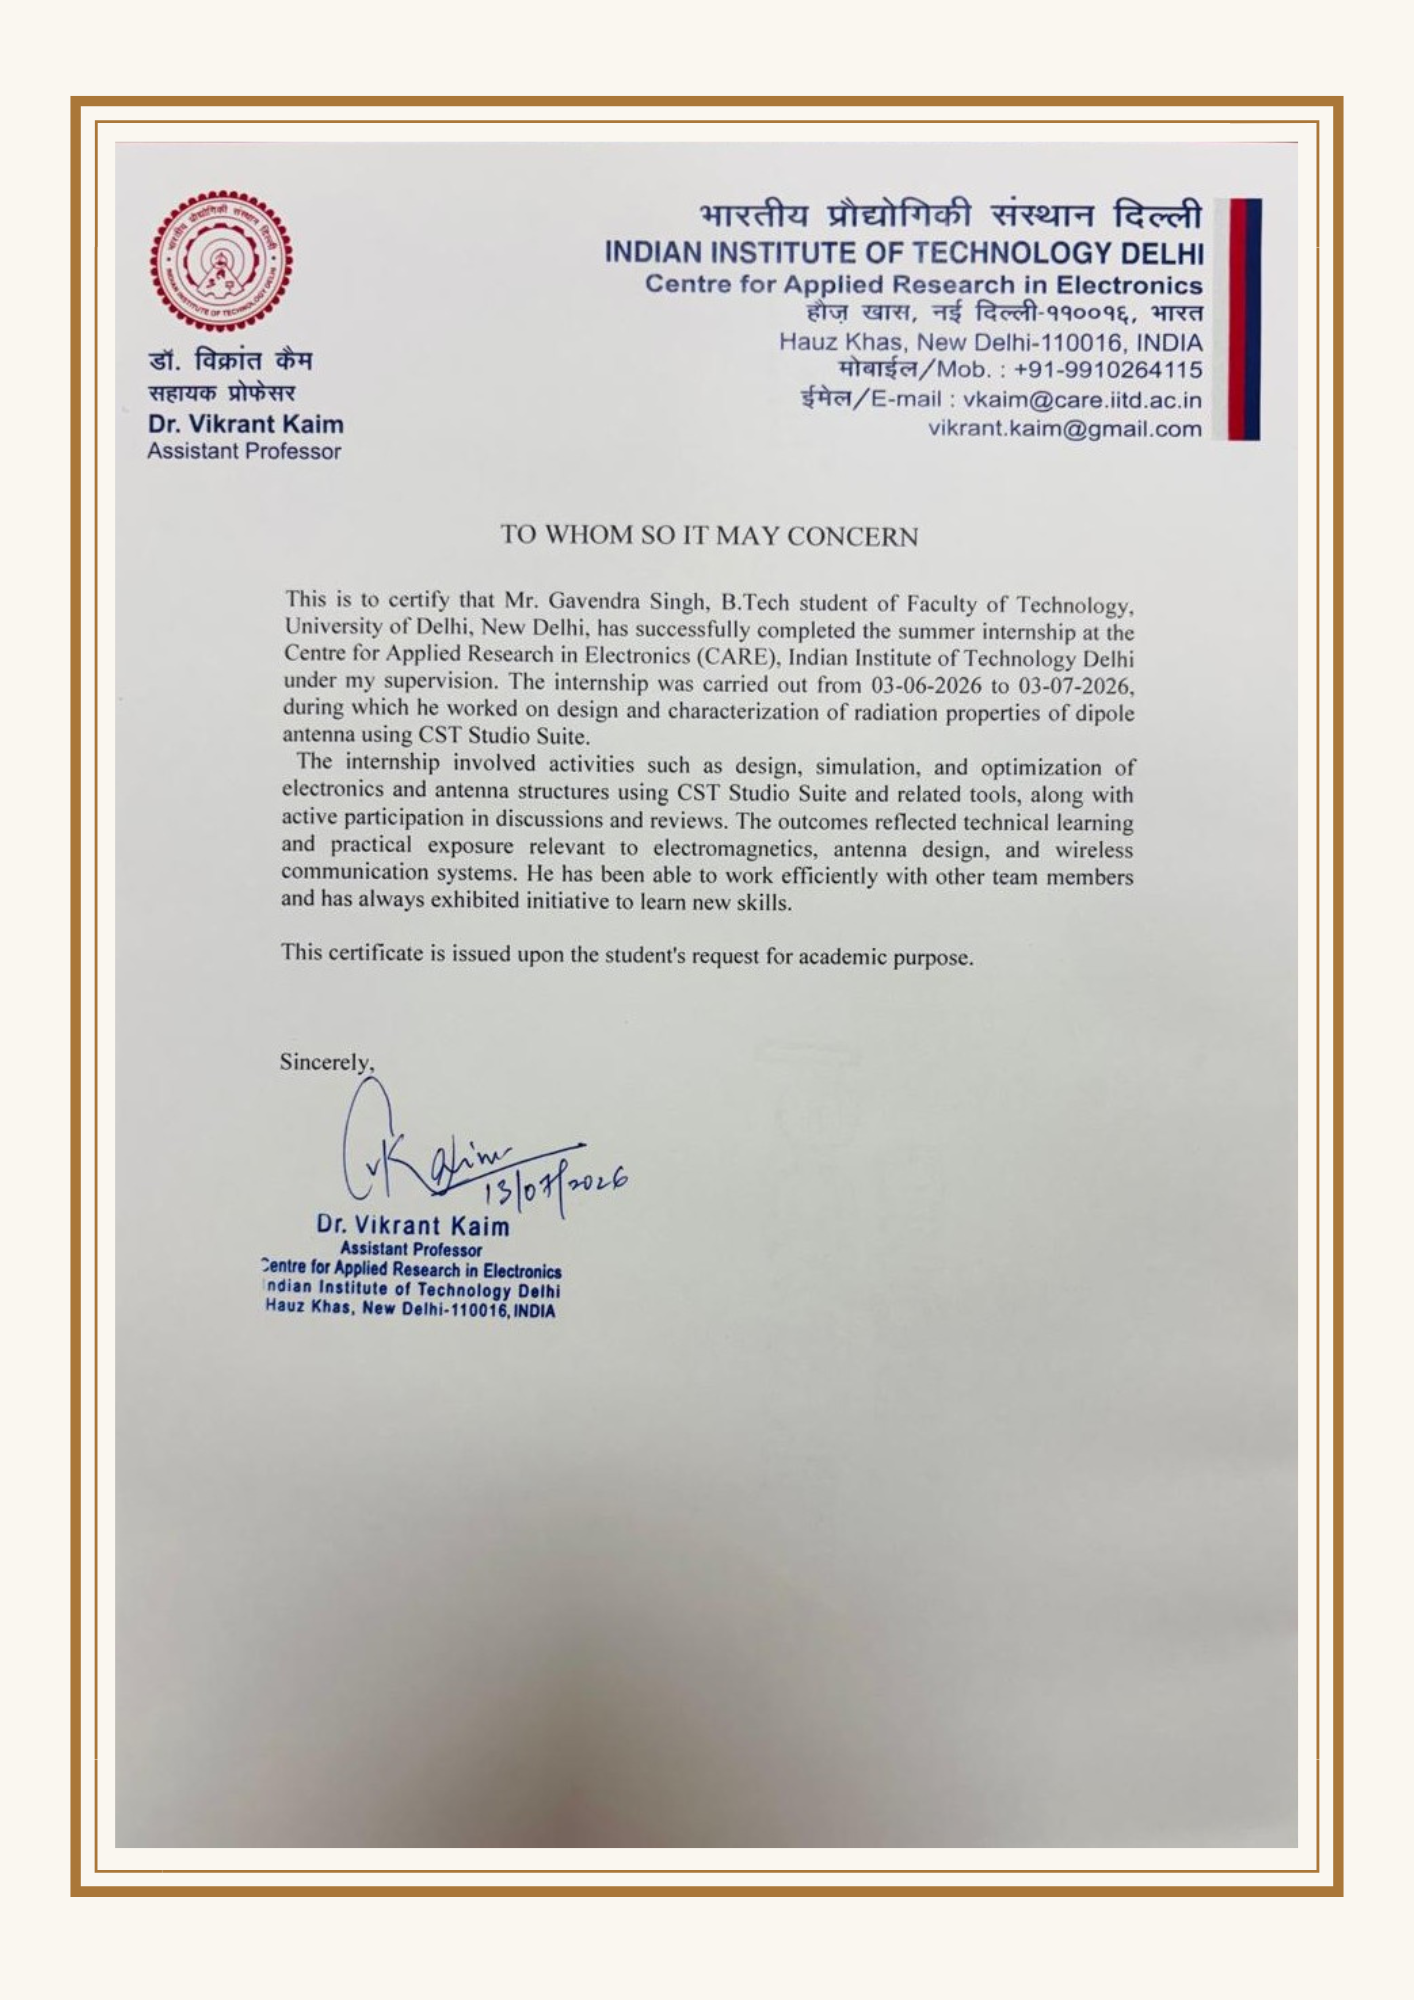 भारतीय प्रौद्योगिकी संस्थान दिल्ली
INDIAN INSTITUTE OF TECHNOLOGY DELHI
Centre for Applied Research in Electronics
हौज़ खास, नई दिल्ली-११००१६, भारत
Hauz Khas, New Delhi-110016, INDIA
मोबाईल/Mob. : +91-9910264115
ईमेल/E-mail : vkaim@care.iitd.ac.in
vikrant.kaim@gmail.com
भारतीय प्रौद्योगिकी संस्थान दिल्ली
INDIAN INSTITUTE OF TECHNOLOGY DELHI
डॉ. विक्रांत कैम
सहायक प्रोफेसर
Dr. Vikrant Kaim
Assistant Professor
TO WHOM SO IT MAY CONCERN
This is to certify that Mr. Gavendra Singh, B.Tech student of Faculty of Technology,
University of Delhi, New Delhi, has successfully completed the summer internship at the
Centre for Applied Research in Electronics (CARE), Indian Institute of Technology Delhi
under my supervision. The internship was carried out from 03-06-2026 to 03-07-2026,
during which he worked on design and characterization of radiation properties of dipole
antenna using CST Studio Suite.
The internship involved activities such as design, simulation, and optimization of
electronics and antenna structures using CST Studio Suite and related tools, along with
active participation in discussions and reviews. The outcomes reflected technical learning
and practical exposure relevant to electromagnetics, antenna design, and wireless
communication systems. He has been able to work efficiently with other team members
and has always exhibited initiative to learn new skills.
This certificate is issued upon the student's request for academic purpose.
Sincerely,
VKaim
13/07/2026
Dr. Vikrant Kaim
Assistant Professor
Centre for Applied Research in Electronics
Indian Institute of Technology Delhi
Hauz Khas, New Delhi-110016, INDIA